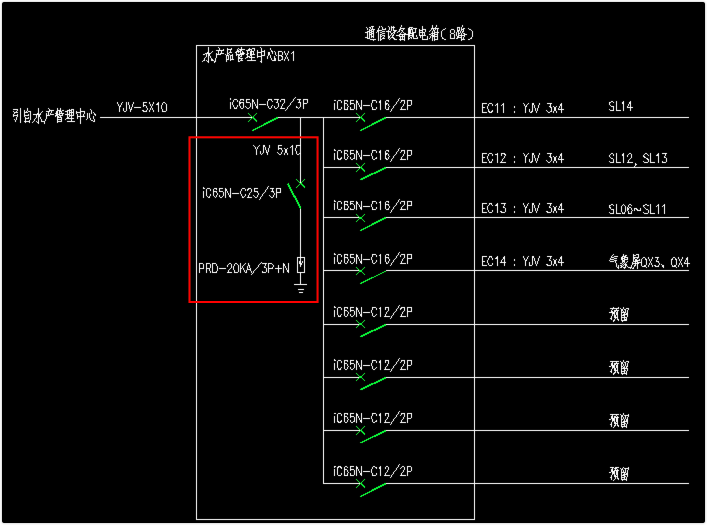 通信设备配电箱(8路)
水产品管理中心BX1
引自水产管理中心
YJV-5X10
iC65N-C32/3P
iC65N-C16/2P
EC11 : YJV 3x4
SL14
YJV 5x10
iC65N-C16/2P
EC12 : YJV 3x4
SL12, SL13
iC65N-C25/3P
iC65N-C16/2P
EC13 : YJV 3x4
SL06~SL11
PRD-20KA/3P+N
iC65N-C16/2P
EC14 : YJV 3x4
气象屏QX3、QX4
iC65N-C12/2P
预留
iC65N-C12/2P
预留
iC65N-C12/2P
预留
iC65N-C12/2P
预留